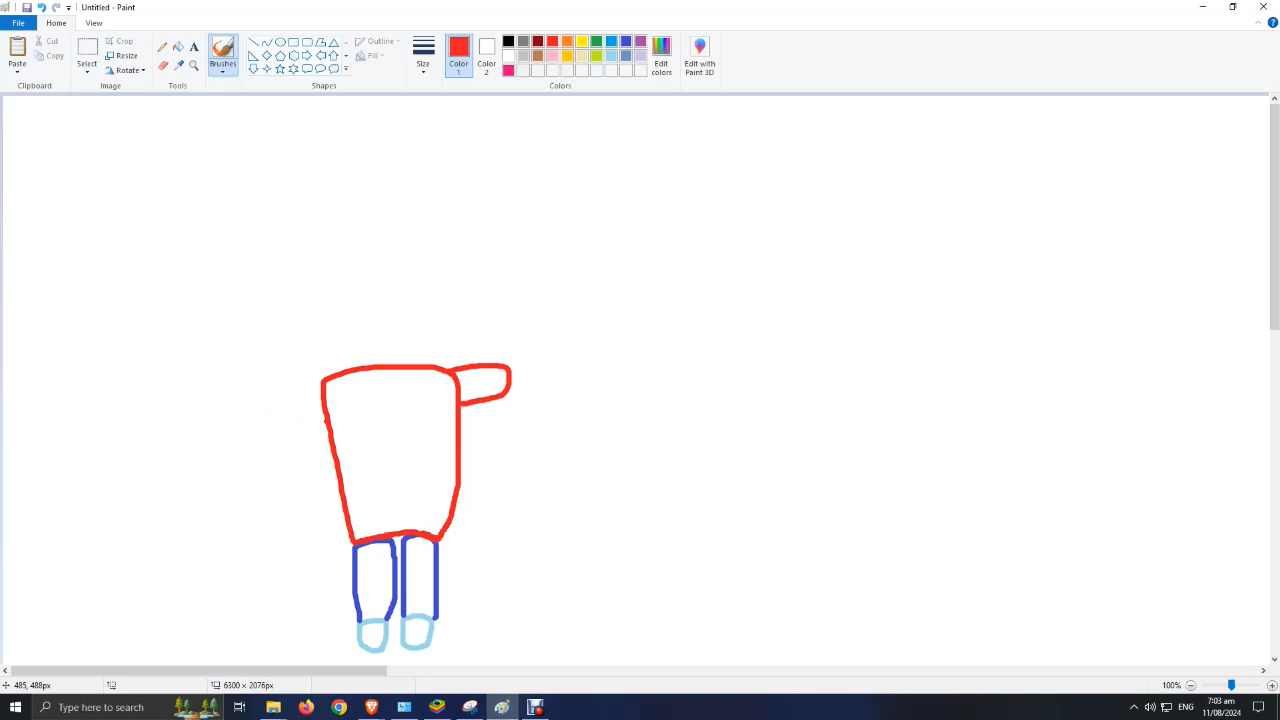 Untitled - Paint
File
Home
View
Paste
Cut
Copy
Clipboard
Select
Crop
Resize
Rotate
Image
A
Tools
Brushes
Outline
Fill
Shapes
Size
Color
1
Color
2
Colors
Edit
colors
Edit with
Paint 3D
485, 488px
6300 × 2076px
100%
Type here to search
ENG
7:03 am
11/08/2024